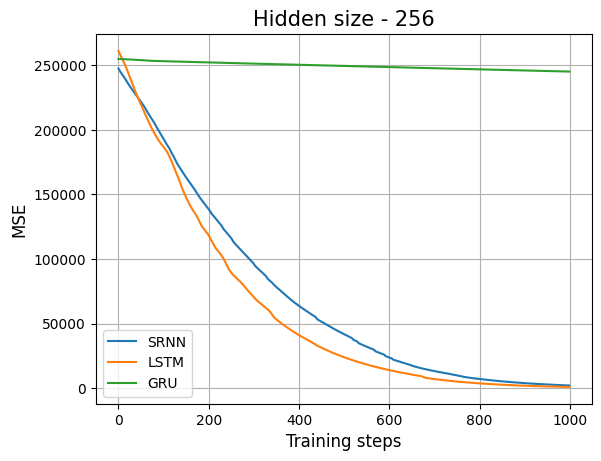 Hidden size - 256
MSE
250000
200000
150000
100000
50000
0
SRNN
LSTM
GRU
0 200 400 600 800 1000
Training steps